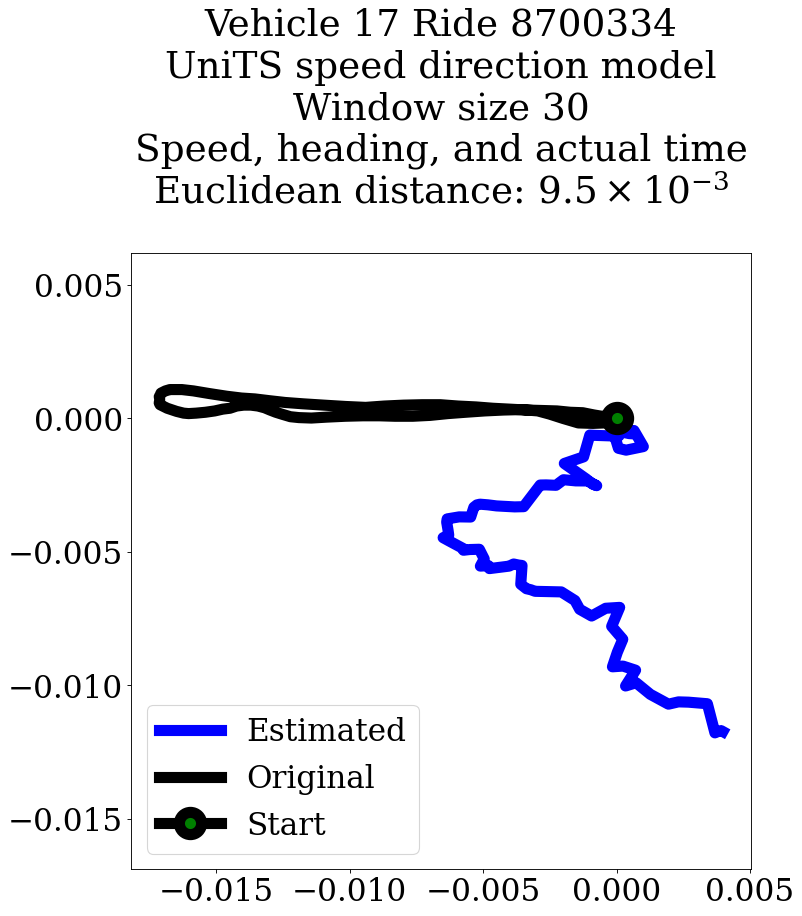 Vehicle 17 Ride 8700334
UniTS speed direction model
Window size 30
Speed, heading, and actual time
Euclidean distance: 9.5 × 10⁻³
0.005
0.000
−0.005
−0.010
−0.015
Estimated
Original
Start
−0.015 −0.010 −0.005 0.000 0.005